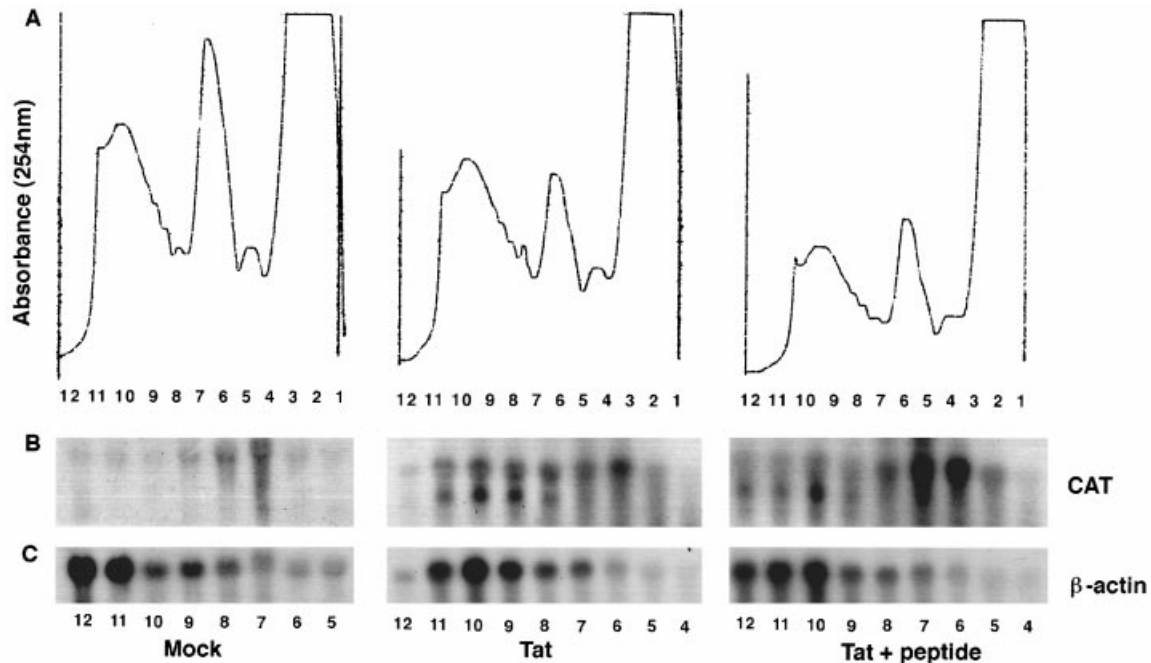 A
Absorbance (254nm)
12 11 10 9 8 7 6 5 4 3 2 1
12 11 10 9 8 7 6 5 4 3 2 1
12 11 10 9 8 7 6 5 4 3 2 1
B
CAT
C
β-actin
12 11 10 9 8 7 6 5
12 11 10 9 8 7 6 5 4
12 11 10 9 8 7 6 5 4
Mock
Tat
Tat + peptide